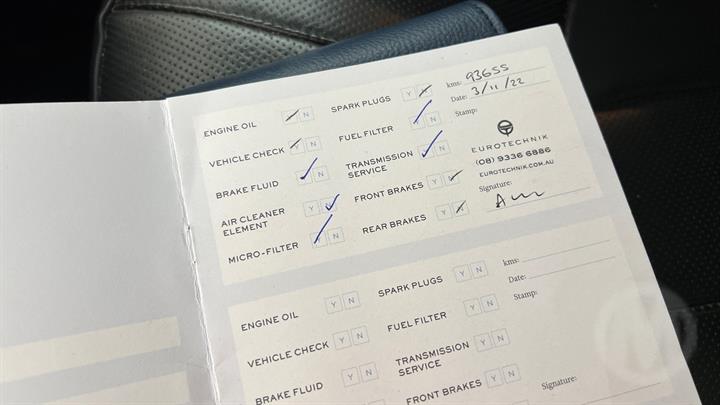 ENGINE OIL Y N SPARK PLUGS Y N kms: 93655
VEHICLE CHECK Y N FUEL FILTER Y N Date: 3/11/22
BRAKE FLUID Y N TRANSMISSION SERVICE Y N Stamp:
AIR CLEANER ELEMENT Y N FRONT BRAKES Y N EUROTECHNIK
MICRO-FILTER Y N REAR BRAKES Y N (08) 9336 6886
EUROTECHNIK.COM.AU
Signature:
ENGINE OIL Y N SPARK PLUGS Y N kms:
VEHICLE CHECK Y N FUEL FILTER Y N Date:
BRAKE FLUID Y N TRANSMISSION SERVICE Y N Stamp:
FRONT BRAKES Y N Signature: